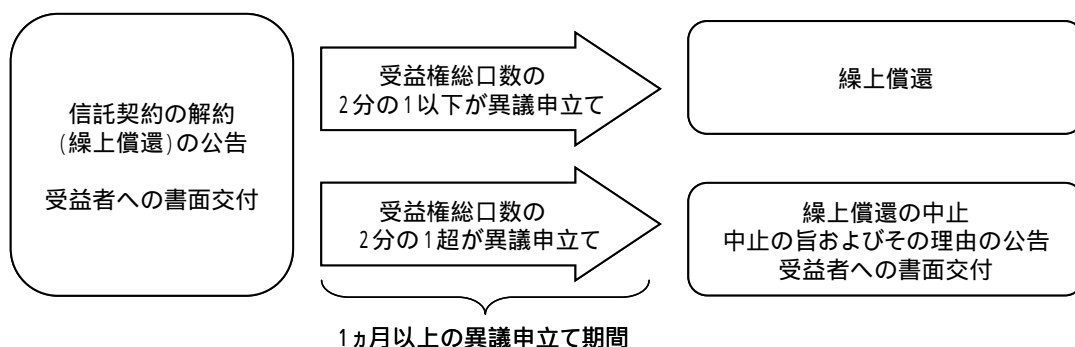 信託契約の解約
(繰上償還)の公告
受益者への書面交付
受益権総口数の
2分の1以下が異議申立て
繰上償還
受益権総口数の
2分の1超が異議申立て
繰上償還の中止
中止の旨およびその理由の公告
受益者への書面交付
1ヵ月以上の異議申立て期間